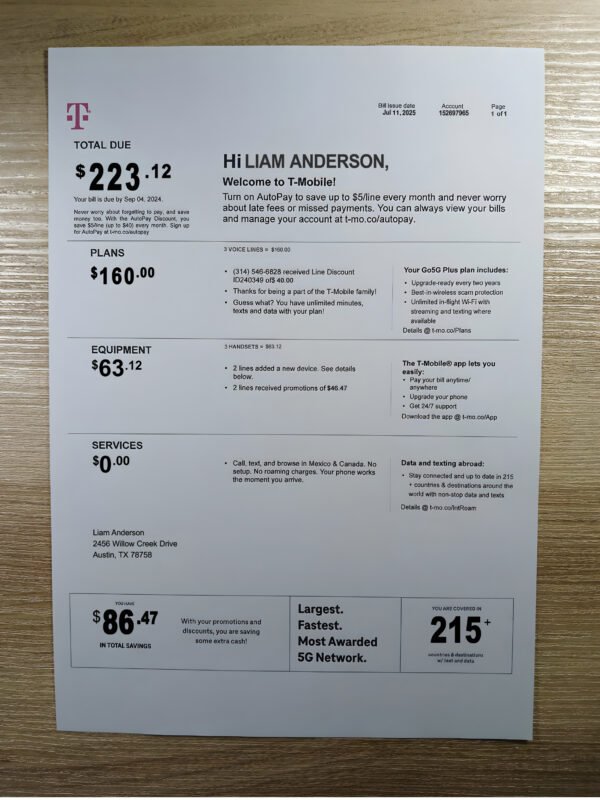 T
Bill issue date
Jul 11, 2025
Account
152697965
Page
1 of 1
TOTAL DUE
$223.12
Your bill is due by Sep 04, 2024.
Never worry about forgetting to pay, and save
money too. With the AutoPay Discount, you
save $5/line (up to $40) every month. Sign up
for AutoPay at t-mo.co/autopay
Hi LIAM ANDERSON,
Welcome to T-Mobile!
Turn on AutoPay to save up to $5/line every month and never worry
about late fees or missed payments. You can always view your bills
and manage your account at t-mo.co/autopay.
PLANS
$160.00
3 VOICE LINES = $160.00
• (314) 546-6828 received Line Discount
ID240349 of$ 40.00
• Thanks for being a part of the T-Mobile family!
• Guess what? You have unlimited minutes,
texts and data with your plan!
Your Go5G Plus plan includes:
• Upgrade-ready every two years
• Best-in-wireless scam protection
• Unlimited in-flight Wi-Fi with
streaming and texting where
available
Details @ t-mo.co/Plans
EQUIPMENT
$63.12
3 HANDSETS = $63.12
• 2 lines added a new device. See details
below.
• 2 lines received promotions of $46.47
The T-Mobile® app lets you
easily:
• Pay your bill anytime/
anywhere
• Upgrade your phone
• Get 24/7 support
Download the app @ t-mo.co/App
SERVICES
$0.00
• Call, text, and browse in Mexico & Canada. No
setup. No roaming charges. Your phone works
the moment you arrive.
Data and texting abroad:
• Stay connected and up to date in 215
+ countries & destinations around the
world with non-stop data and texts
Details @ t-mo.co/IntRoam
Liam Anderson
2456 Willow Creek Drive
Austin, TX 78758
YOU HAVE
$86.47
IN TOTAL SAVINGS
With your promotions and
discounts, you are saving
some extra cash!
Largest.
Fastest.
Most Awarded
5G Network.
YOU ARE COVERED IN
215+
countries & destinations
w/ text and data